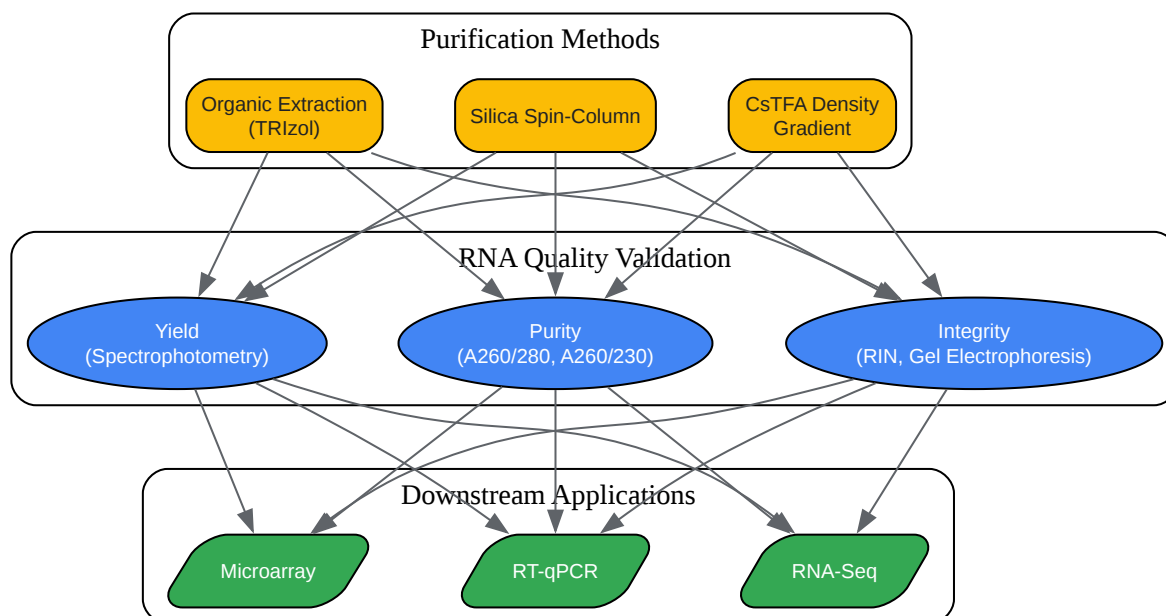 Purification Methods
Organic Extraction
(TRIzol)
Silica Spin-Column
CsTFA Density
Gradient
RNA Quality Validation
Yield
(Spectrophotometry)
Purity
(A260/280, A260/230)
Integrity
(RIN, Gel Electrophoresis)
Downstream Applications
Microarray
RT-qPCR
RNA-Seq